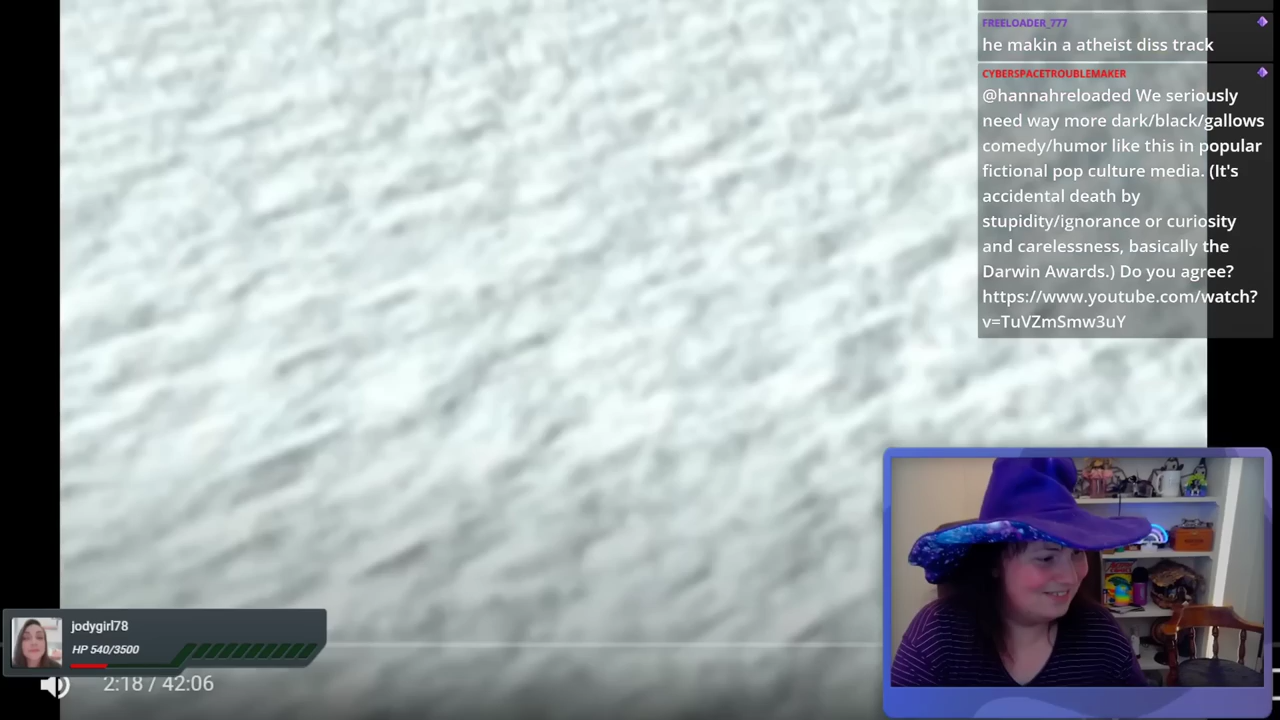 FREELOADER_777
he makin a atheist diss track
CYBERSPACETROUBLEMAKER
@hannahreloaded We seriously
need way more dark/black/gallows
comedy/humor like this in popular
fictional pop culture media. (It's
accidental death by
stupidity/ignorance or curiosity
and carelessness, basically the
Darwin Awards.) Do you agree?
https://www.youtube.com/watch?
v=TuVZmSmw3uY
jodygirl78
HP 540/3500
2:18 / 42:06